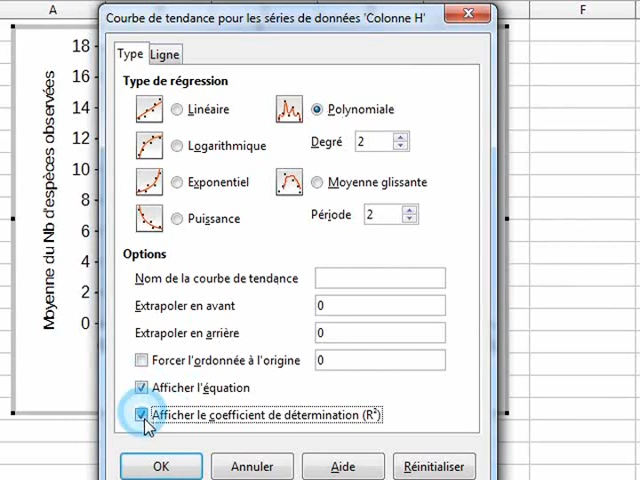 A
F
Courbe de tendance pour les séries de données 'Colonne H'
Type
Ligne
Type de régression
Linéaire
Polynomiale
Logarithmique
Degré
2
Exponentiel
Moyenne glissante
Puissance
Période
2
Options
Nom de la courbe de tendance
Extrapoler en avant
0
Extrapoler en arrière
0
Forcer l'ordonnée à l'origine
0
Afficher l'équation
Afficher le coefficient de détermination (R²)
OK
Annuler
Aide
Réinitialiser
Moyenne du Nb d'espèces observées
18
16
14
12
10
8
6
4
2
0